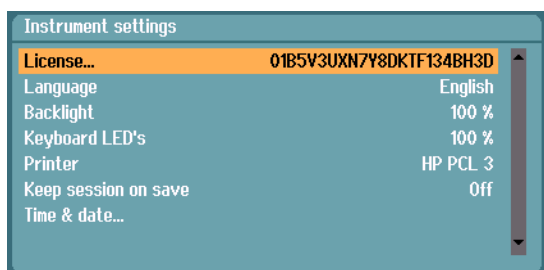 Instrument settings
License... 01B5V3UXN7Y8DKTF134BH3D
Language English
Backlight 100 %
Keyboard LED's 100 %
Printer HP PCL 3
Keep session on save Off
Time & date...